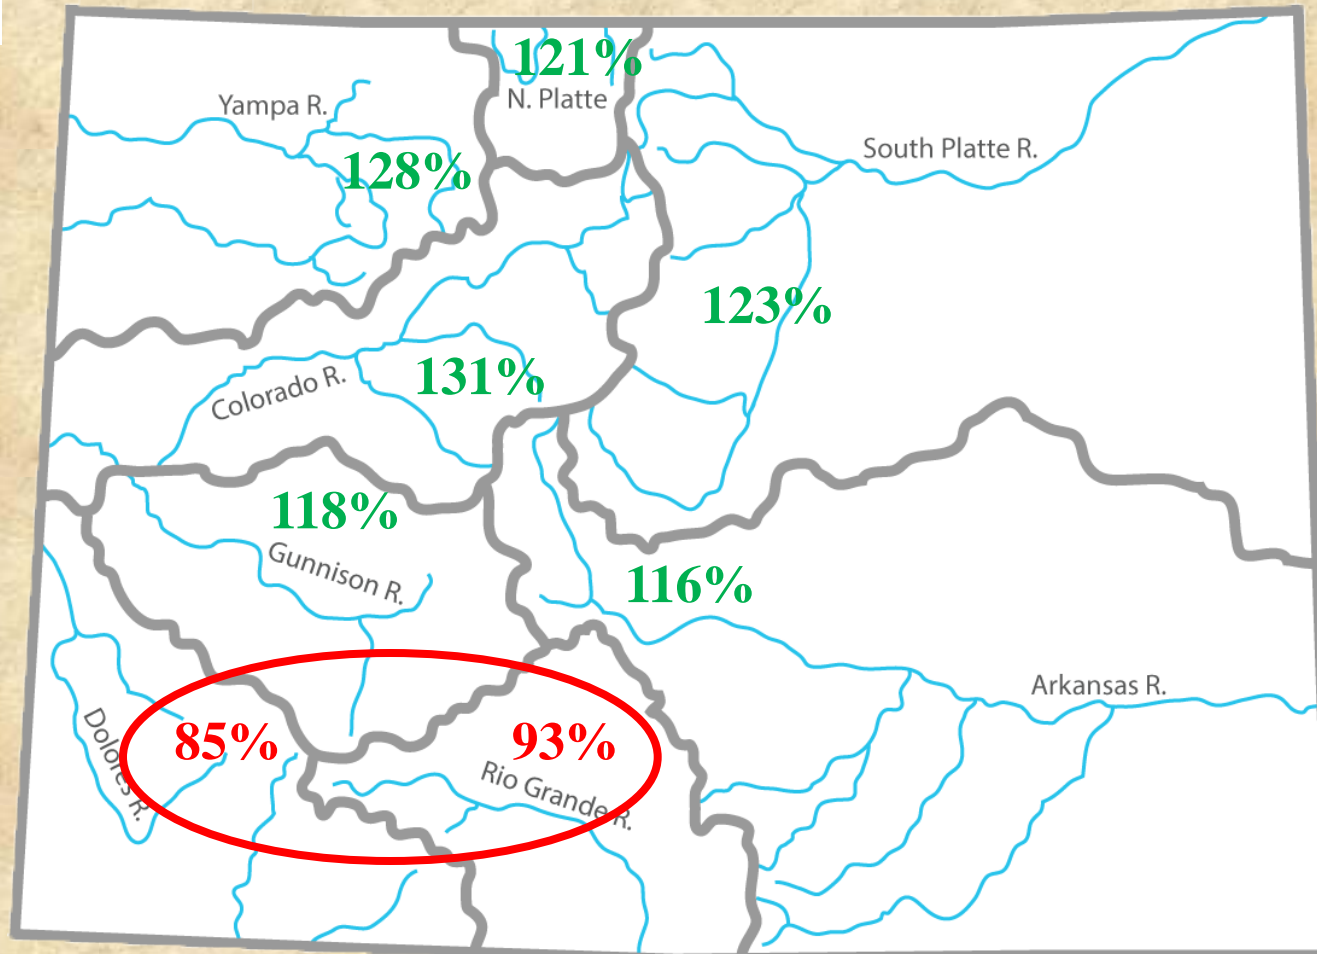 121%
N. Platte
Yampa R.
South Platte R.
128%
123%
131%
Colorado R.
118%
Gunnison R.
116%
Arkansas R.
85%
93%
Dolores R.
Rio Grande R.